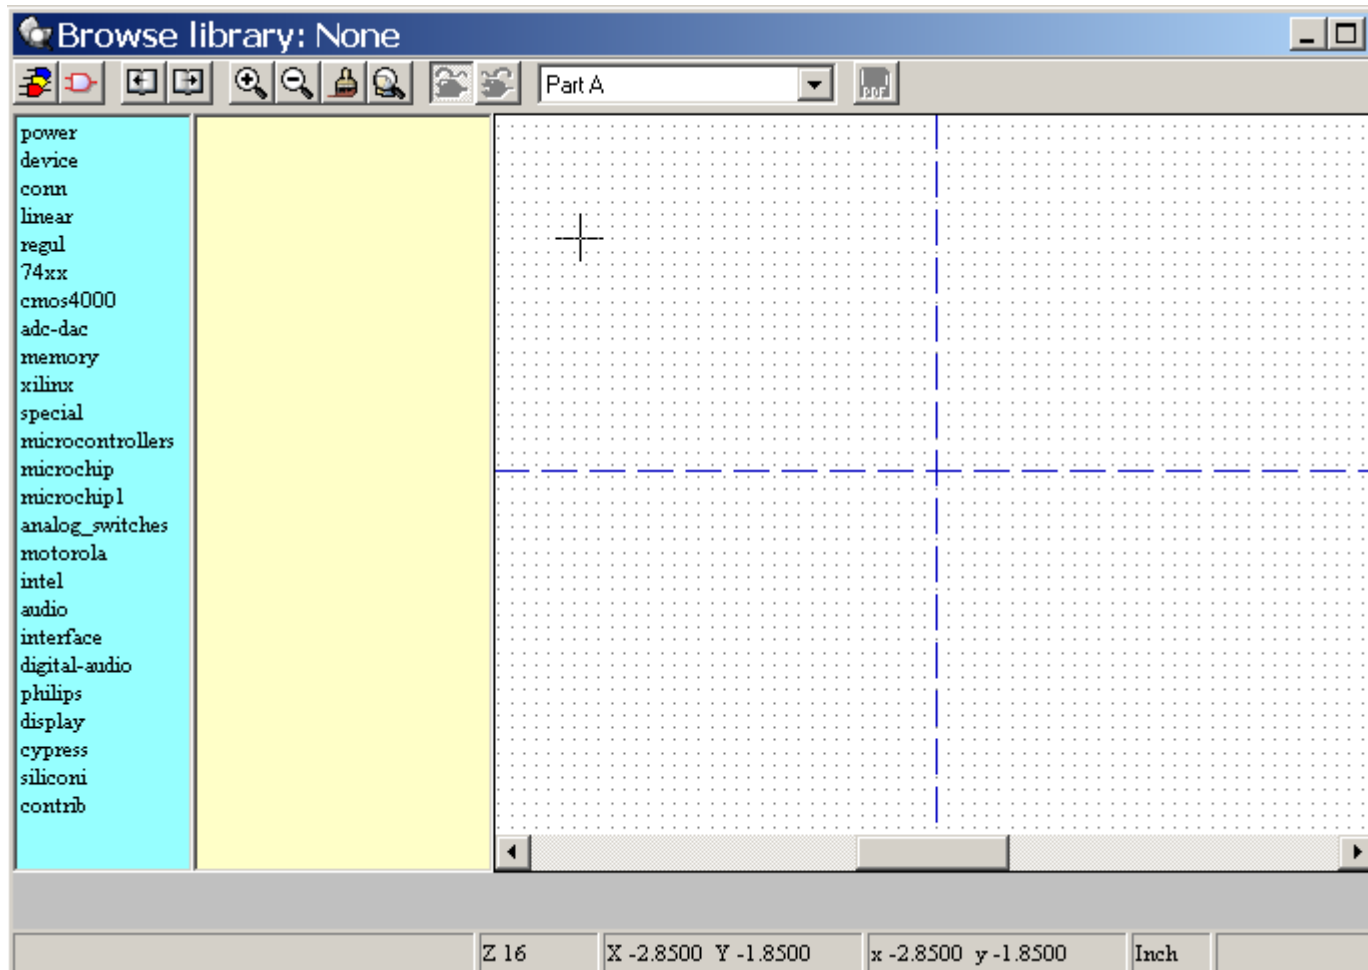 Browse library: None
Part A
PDF
power
device
conn
linear
regul
74xx
cmos4000
adc-dac
memory
xilinx
special
microcontrollers
microchip
microchip1
analog_switches
motorola
intel
audio
interface
digital-audio
philips
display
cypress
siliconi
contrib
Z 16 X -2.8500 Y -1.8500 x -2.8500 y -1.8500 Inch